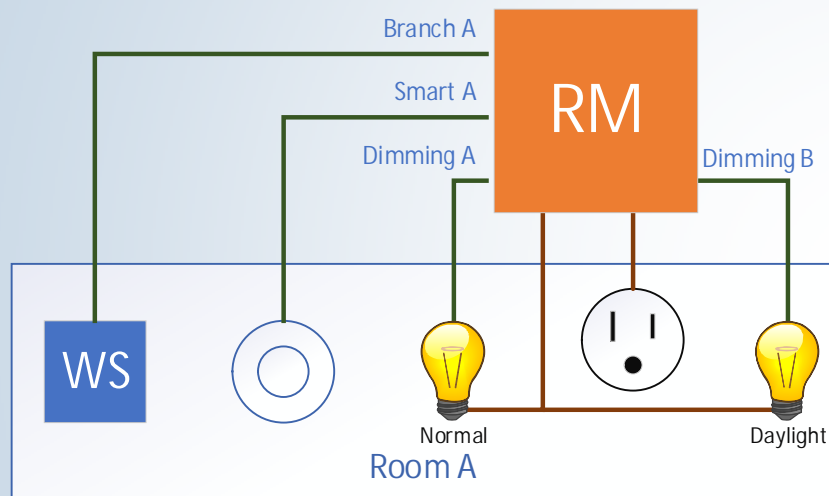 Branch A
Smart A
RM
Dimming A
Dimming B
WS
Normal
Daylight
Room A